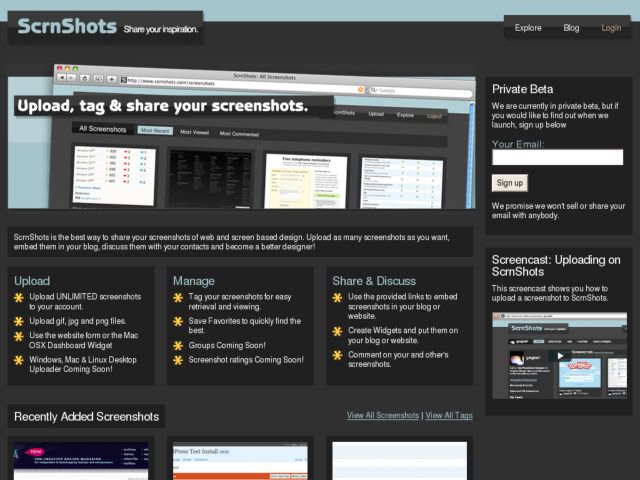 ScrnShots Share your inspiration.
Explore Blog Login
ScrnShots: All Screenshots
http://www.scrnshots.com/screenshots
Google
Upload, tag & share your screenshots.
ScrnShots Upload Explore Logout
All Screenshots Most Recent Most Viewed Most Commented
Free telephone reminders
Private Beta
We are currently in private beta, but if
you would like to find out when we
launch, sign up below
Your Email:
Sign up
We promise we won't sell or share your
email with anybody.
ScrnShots is the best way to share your screenshots of web and screen based design. Upload as many screenshots as you want,
embed them in your blog, discuss them with your contacts and become a better designer!
Upload
Upload UNLIMITED screenshots
to your account.
Upload gif, jpg and png files.
Use the website form or the Mac
OSX Dashboard Widget
Windows, Mac & Linux Desktop
Uploader Coming Soon!
Manage
Tag your screenshots for easy
retrieval and viewing.
Save Favorites to quickly find the
best.
Groups Coming Soon!
Screenshot ratings Coming Soon!
Share & Discuss
Use the provided links to embed
screenshots in your blog or
website.
Create Widgets and put them on
your blog or website.
Comment on your and other's
screenshots.
Screencast: Uploading on
ScrnShots
This screencast shows you how to
upload a screenshot to ScrnShots.
ScrnShots
Recently Added Screenshots
View All Screenshots | View All Tags
THE CREATIVE ONLINE MAGAZINE
Press Test Install